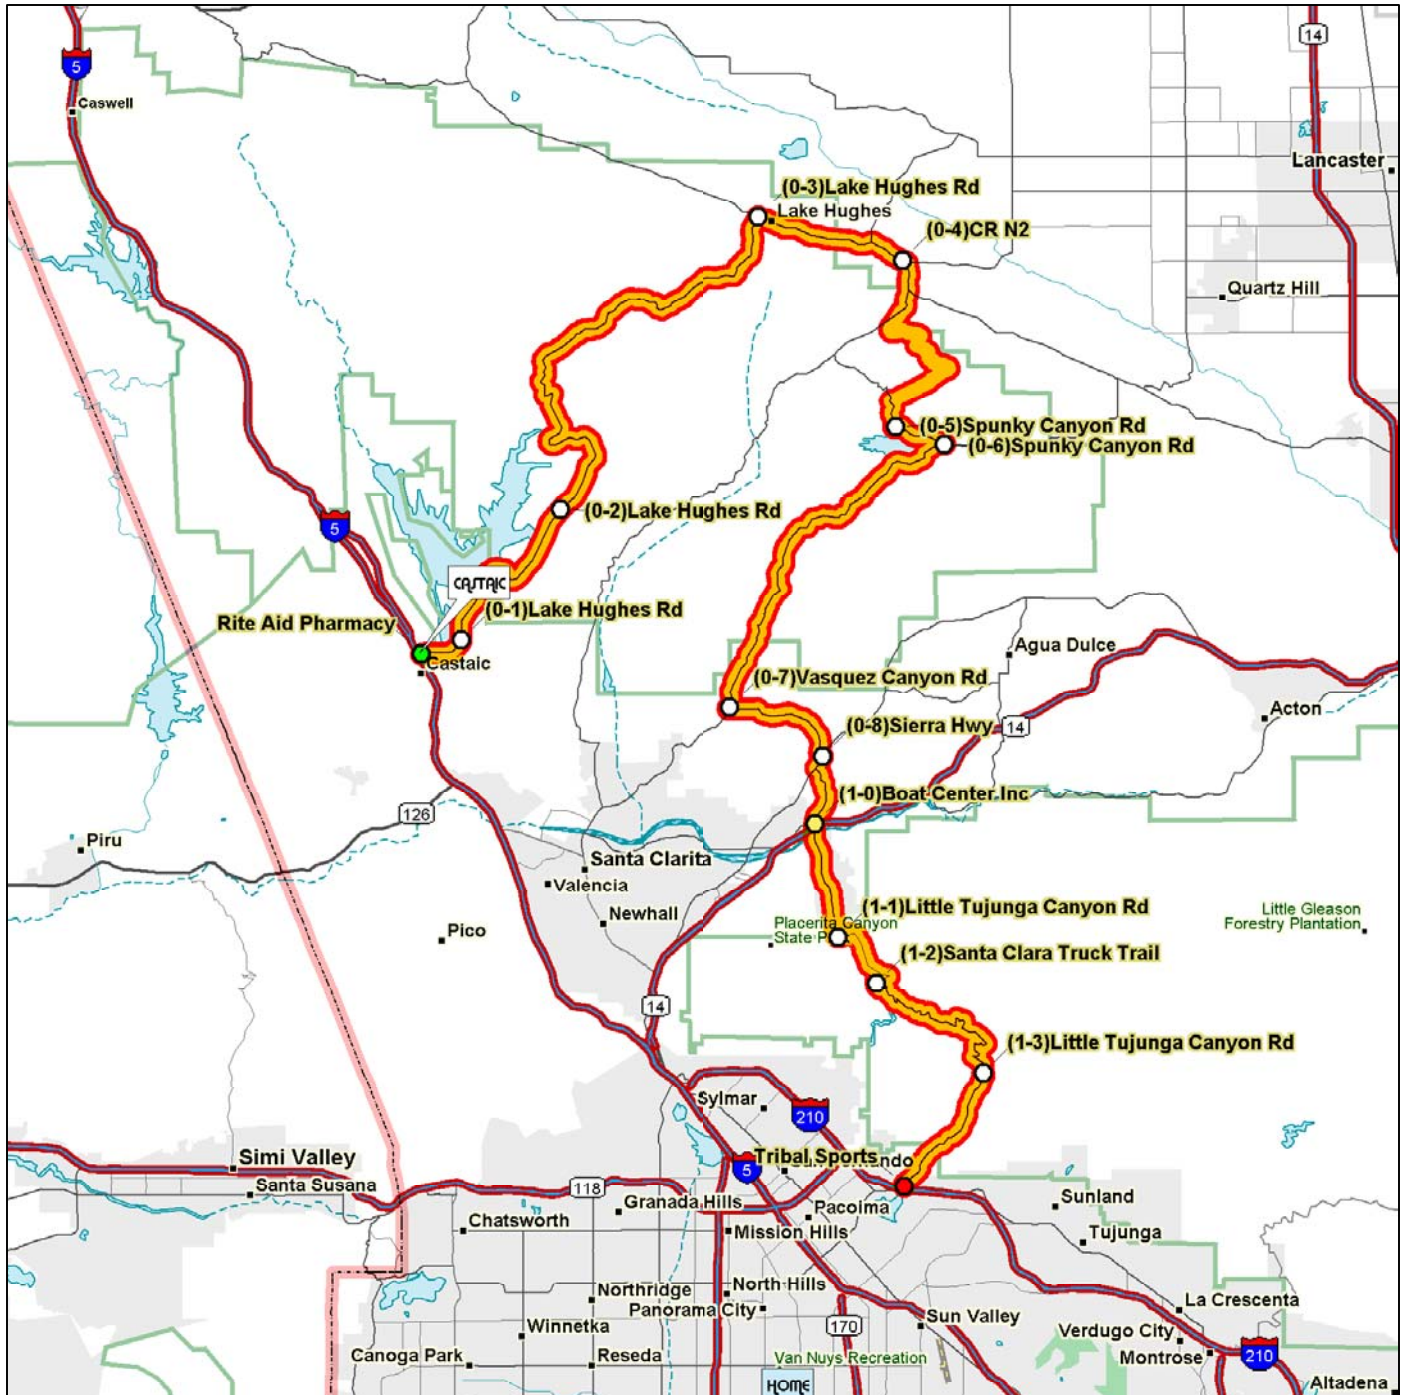 14
5
Caswell
Lancaster
(0-3)Lake Hughes Rd
Lake Hughes
(0-4)CR N2
Quartz Hill
(0-5)Spunky Canyon Rd
(0-6)Spunky Canyon Rd
(0-2)Lake Hughes Rd
5
CASTAIC
(0-1)Lake Hughes Rd
Rite Aid Pharmacy
Castaic
Agua Dulce
(0-7)Vasquez Canyon Rd
Acton
(0-8)Sierra Hwy
14
(1-0)Boat Center Inc
126
Piru
Santa Clarita
Valencia
Newhall
Pico
(1-1)Little Tujunga Canyon Rd
Placerita Canyon
State
Little Gleason
Forestry Plantation
(1-2)Santa Clara Truck Trail
14
(1-3)Little Tujunga Canyon Rd
Sylmar
210
Tribal Sports
5
Simi Valley
Santa Susana
118
Granada Hills
Pacoima
Sunland
Chatsworth
Mission Hills
Tujunga
Northridge
North Hills
Panorama City
La Crescenta
Winnetka
170
Sun Valley
Verdugo City
Montrose
Canoga Park
Reseda
Van Nuys Recreation
210
HOME
Altadena